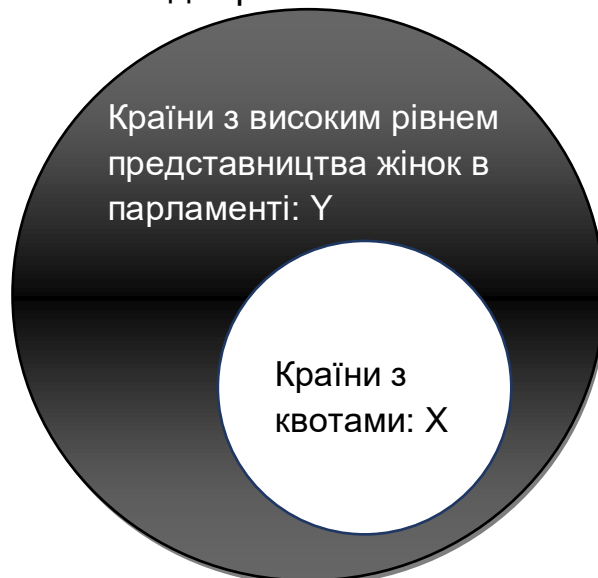 Країни з високим рівнем
представництва жінок в
парламенті: Y
Країни з
квотами: X